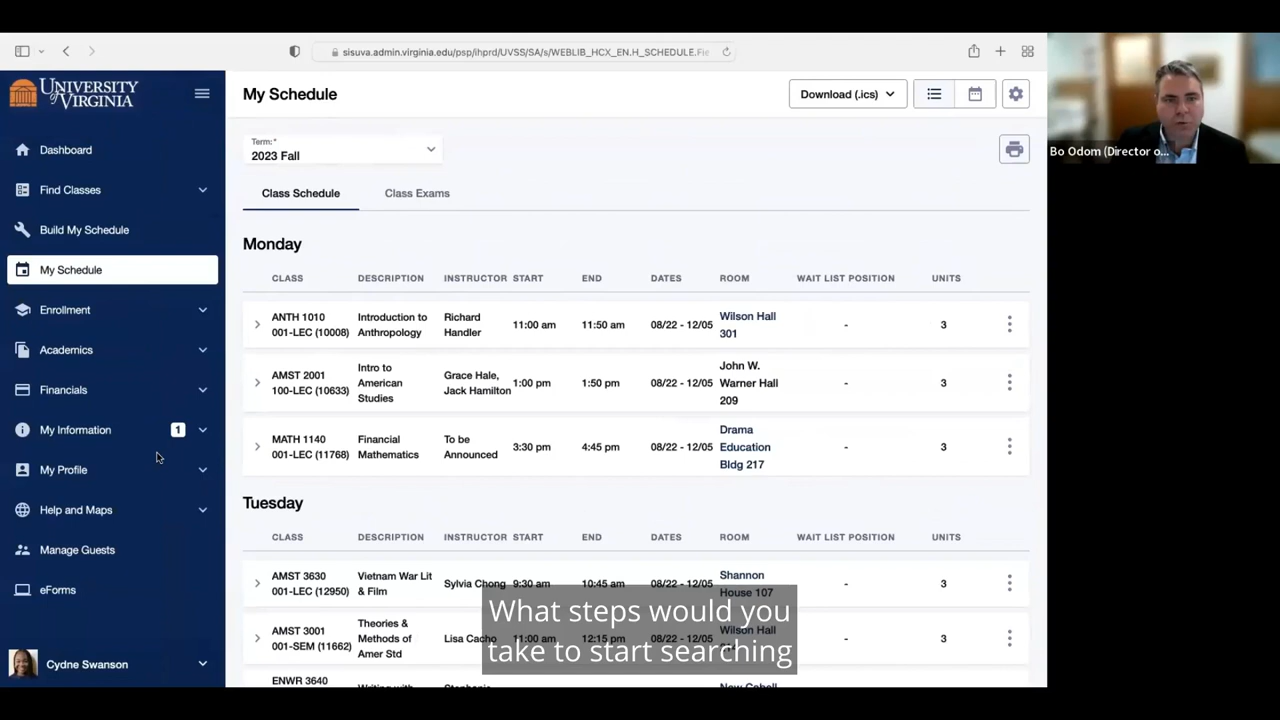 sisuva.admin.virginia.edu/psp/ihprd/UVSS/SA/s/WEBLIB_HCX_EN.H_SCHEDULE.Fie
UNIVERSITY
of VIRGINIA
Dashboard
Find Classes
Build My Schedule
My Schedule
Enrollment
Academics
Financials
My Information 1
My Profile
Help and Maps
Manage Guests
eForms
Cydne Swanson
My Schedule
Download (.ics)
Term:*
2023 Fall
Class Schedule Class Exams
Monday
CLASS DESCRIPTION INSTRUCTOR START END DATES ROOM WAIT LIST POSITION UNITS
ANTH 1010
001-LEC (10008)
Introduction to
Anthropology
Richard
Handler
11:00 am 11:50 am 08/22 - 12/05
Wilson Hall
301
- 3
AMST 2001
100-LEC (10633)
Intro to
American
Studies
Grace Hale,
Jack Hamilton
1:00 pm 1:50 pm 08/22 - 12/05
John W.
Warner Hall
209
- 3
MATH 1140
001-LEC (11768)
Financial
Mathematics
To be
Announced
3:30 pm 4:45 pm 08/22 - 12/05
Drama
Education
Bldg 217
- 3
Tuesday
CLASS DESCRIPTION INSTRUCTOR START END DATES ROOM WAIT LIST POSITION UNITS
AMST 3630
001-LEC (12950)
Vietnam War Lit
& Film
Sylvia Chong 9:30 am 10:45 am 08/22 - 12/05
Shannon
House 107
- 3
AMST 3001
001-SEM (11662)
Theories &
Methods of
Amer Std
Lisa Cacho 11:00 am 12:15 pm 08/22 - 12/05
Wilson Hall
- 3
ENWR 3640
What steps would you
take to start searching
Bo Odom (Director o...